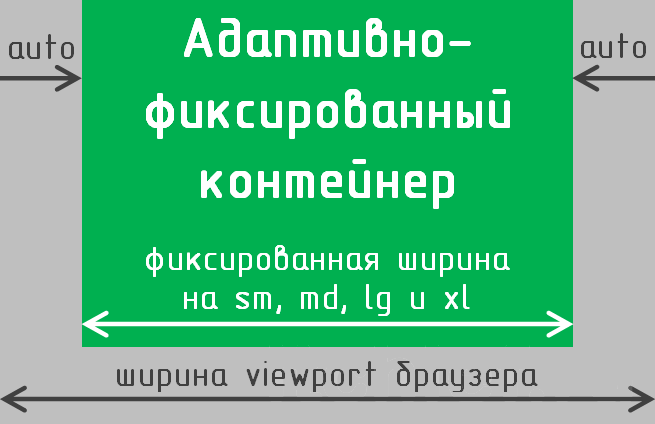 Адаптивно-
auto
auto
фиксированный
контейнер
фиксированная ширина
на sm, md, lg и xl
ширина viewport браузера